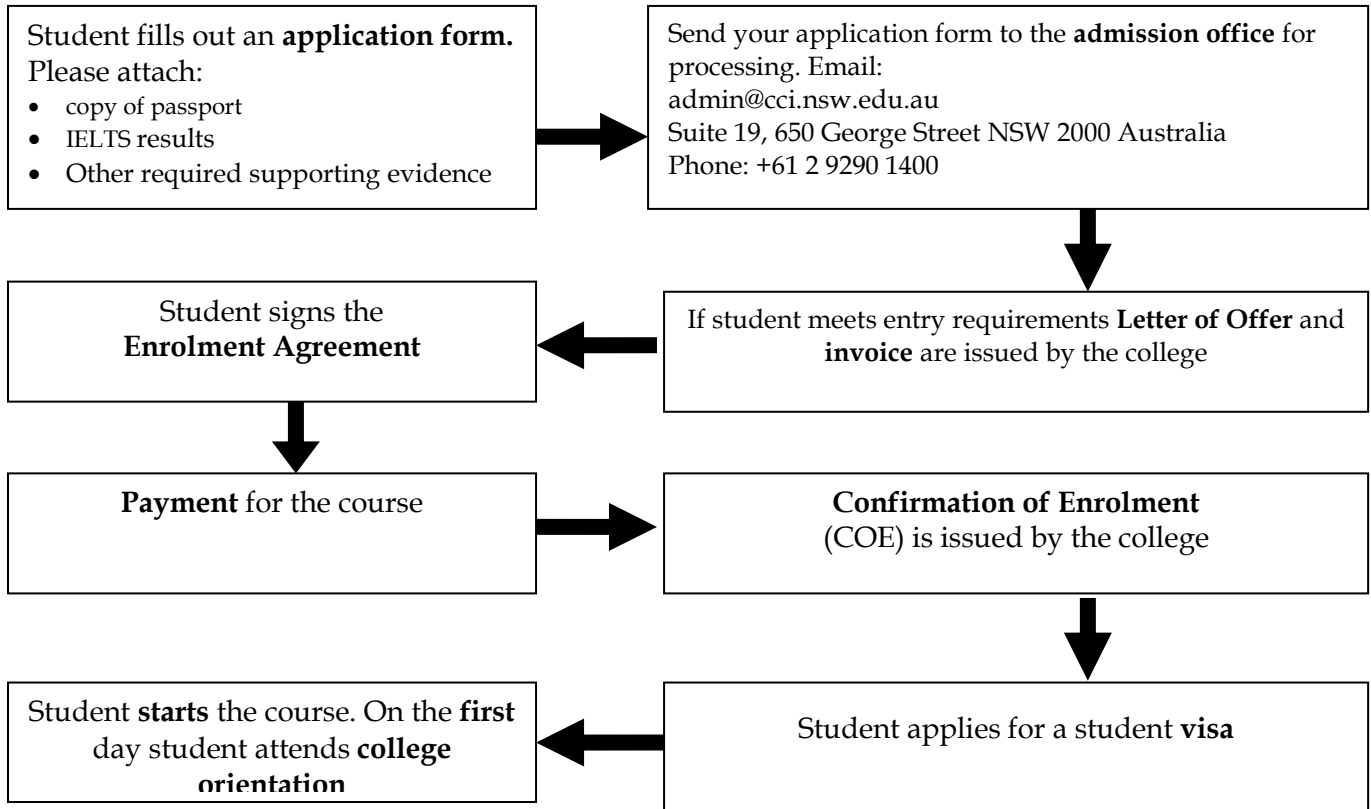 Student fills out an application form.
Please attach:
• copy of passport
• IELTS results
• Other required supporting evidence
Send your application form to the admission office for
processing. Email:
admin@cci.nsw.edu.au
Suite 19, 650 George Street NSW 2000 Australia
Phone: +61 2 9290 1400
If student meets entry requirements Letter of Offer and
invoice are issued by the college
Student signs the
Enrolment Agreement
Payment for the course
Confirmation of Enrolment
(COE) is issued by the college
Student applies for a student visa
Student starts the course. On the first
day student attends college
orientation